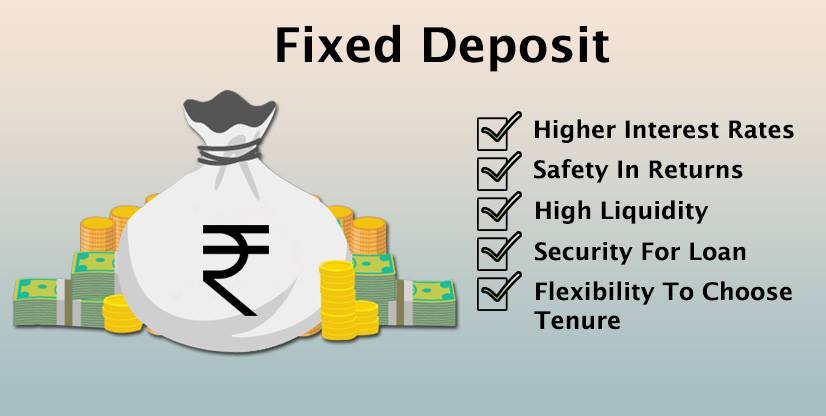 Fixed Deposit
₹
Higher Interest Rates
Safety In Returns
High Liquidity
Security For Loan
Flexibility To Choose
Tenure